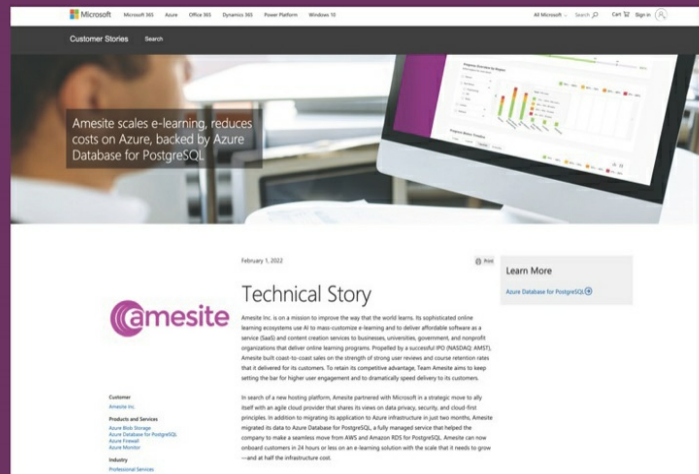 Microsoft
Microsoft 365 Azure Office 365 Dynamics 365 Power Platform Windows 10
All Microsoft Search Cart Sign in
Customer Stories Search
Amesite scales e-learning, reduces
costs on Azure, backed by Azure
Database for PostgreSQL
February 1, 2022
Print
Learn More
Azure Database for PostgreSQL
Technical Story
amesite
Amesite Inc. is on a mission to improve the way that the world learns. Its sophisticated online
learning ecosystems use AI to mass-customize e-learning and to deliver affordable software as a
service (SaaS) and content creation services to businesses, universities, government, and nonprofit
organizations that deliver online learning programs. Propelled by a successful IPO (NASDAQ: AMST),
Amesite built coast-to-coast sales on the strength of strong user reviews and course retention rates
that it delivered for its customers. To retain its competitive advantage, Team Amesite aims to keep
setting the bar for higher user engagement and to dramatically speed delivery to its customers.
In search of a new hosting platform, Amesite partnered with Microsoft in a strategic move to ally
itself with an agile cloud provider that shares its views on data privacy, security, and cloud-first
principles. In addition to migrating its application to Azure infrastructure in just two months, Amesite
migrated its data to Azure Database for PostgreSQL, a fully managed service that helped the
company to make a seamless move from AWS and Amazon RDS for PostgreSQL. Amesite can now
onboard customers in 24 hours or less on an e-learning solution with the scale that it needs to grow
—and at half the infrastructure cost.
Customer
Amesite Inc.
Products and Services
Azure Blob Storage
Azure Database for PostgreSQL
Azure Firewall
Azure Monitor
Industry
Professional Services